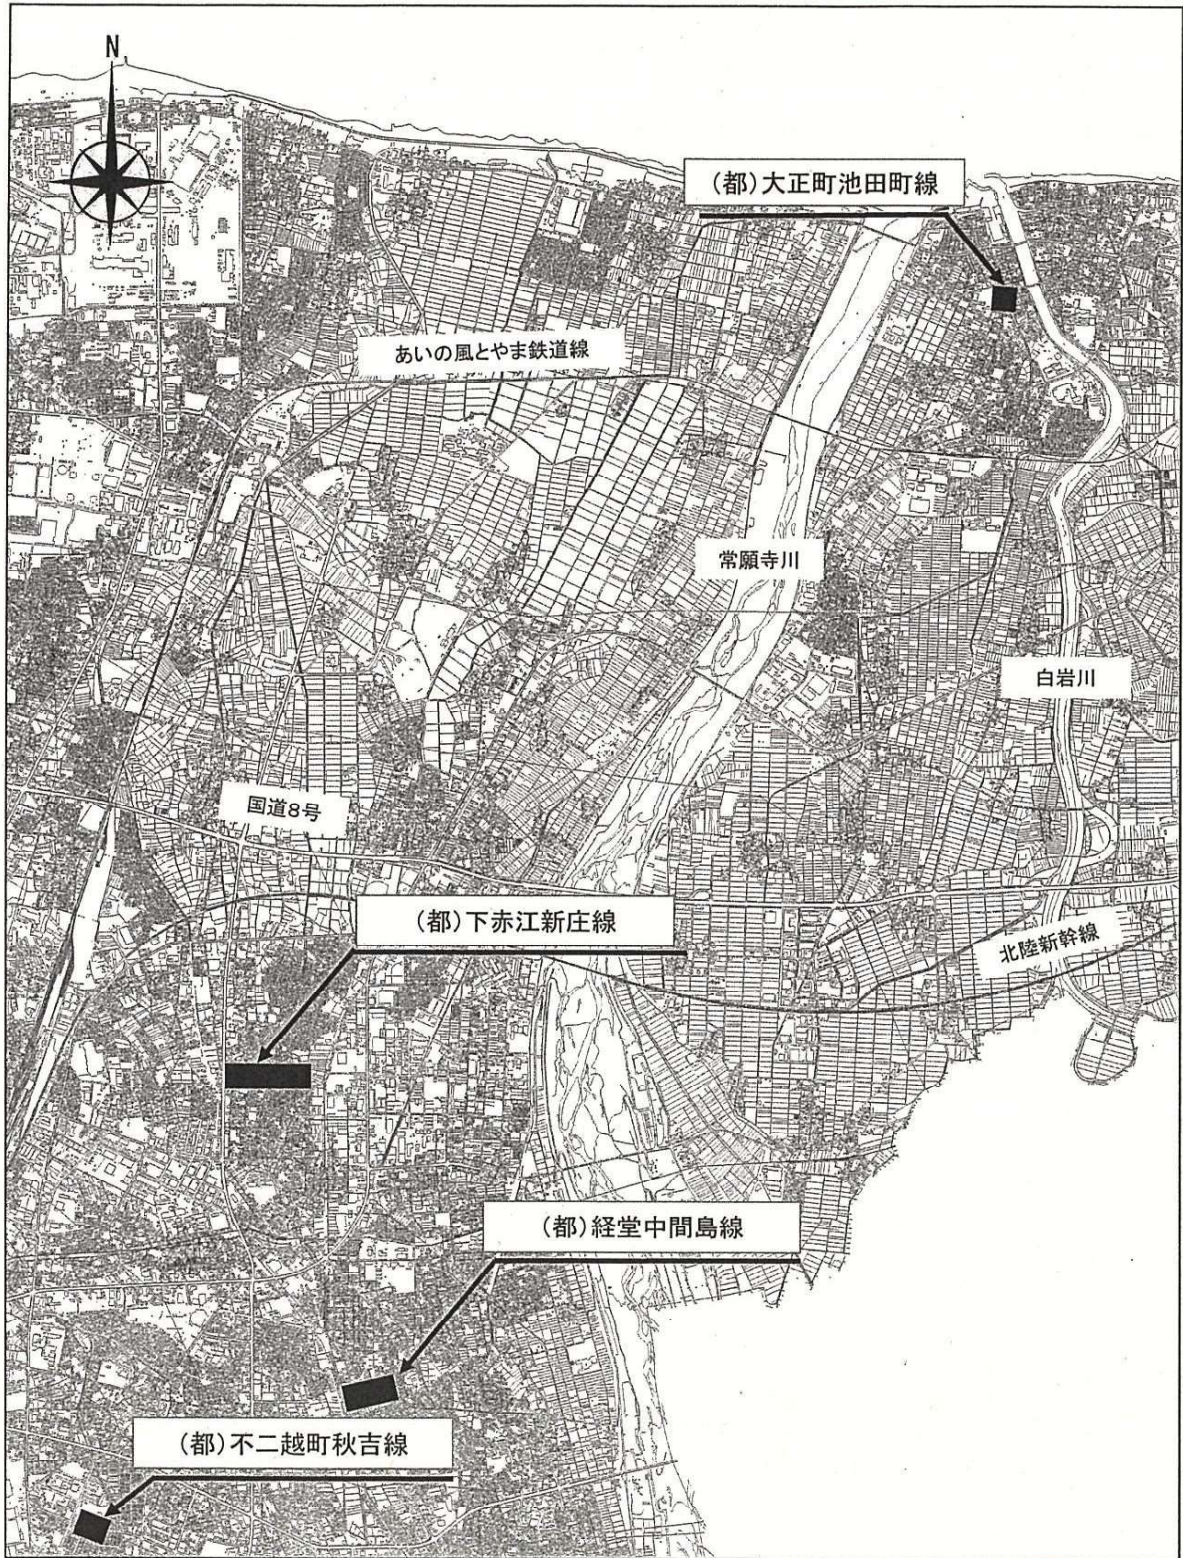 N
(都)大正町池田町線
あいの風とやま鉄道線
常願寺川
白岩川
国道8号
(都)下赤江新庄線
北陸新幹線
(都)経堂中間島線
(都)不二越町秋吉線